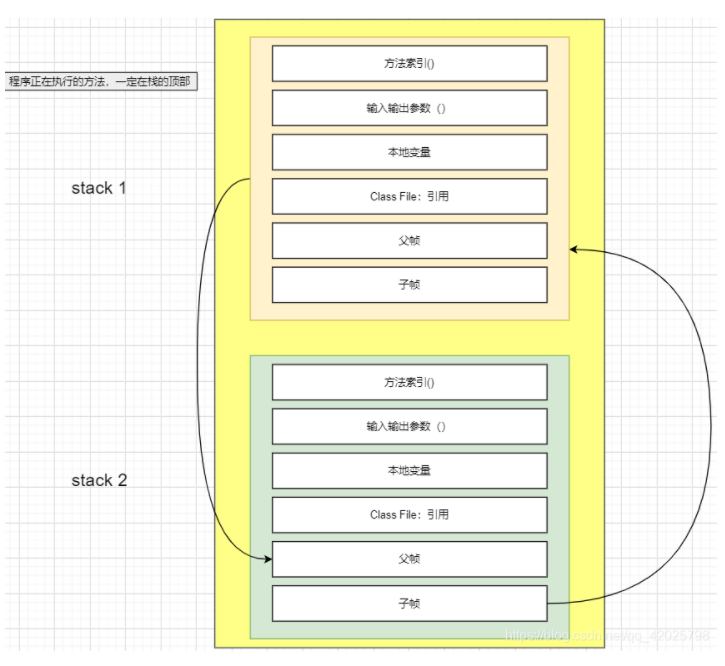 方法索引()
程序正在执行的方法，一定在栈的顶部
输入输出参数（）
本地变量
stack 1
Class File：引用
父帧
子帧
方法索引()
输入输出参数（）
本地变量
stack 2
Class File：引用
父帧
子帧
https://blog.csdn.net/qq_42025798